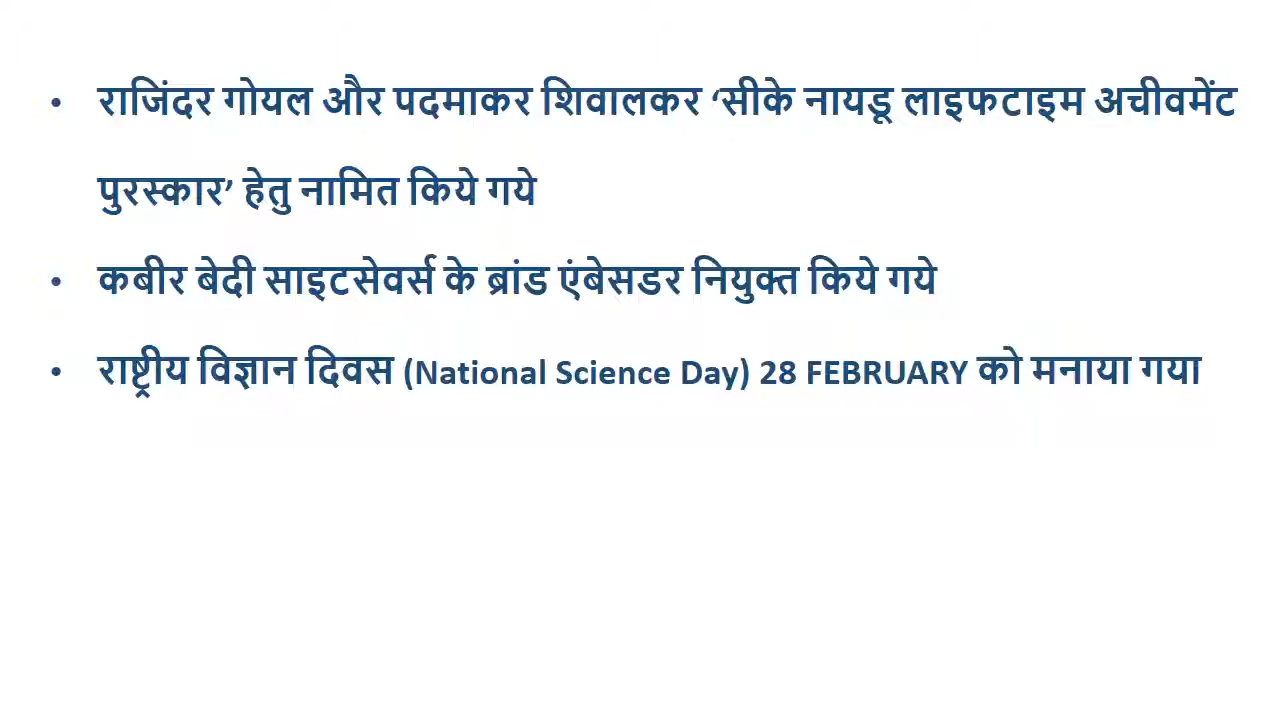 • राजिंदर गोयल और पदमाकर शिवालकर ‘सीके नायडू लाइफटाइम अचीवमेंट
पुरस्कार’ हेतु नामित किये गये
• कबीर बेदी साइटसेवर्स के ब्रांड एंबेसडर नियुक्त किये गये
• राष्ट्रीय विज्ञान दिवस (National Science Day) 28 FEBRUARY को मनाया गया